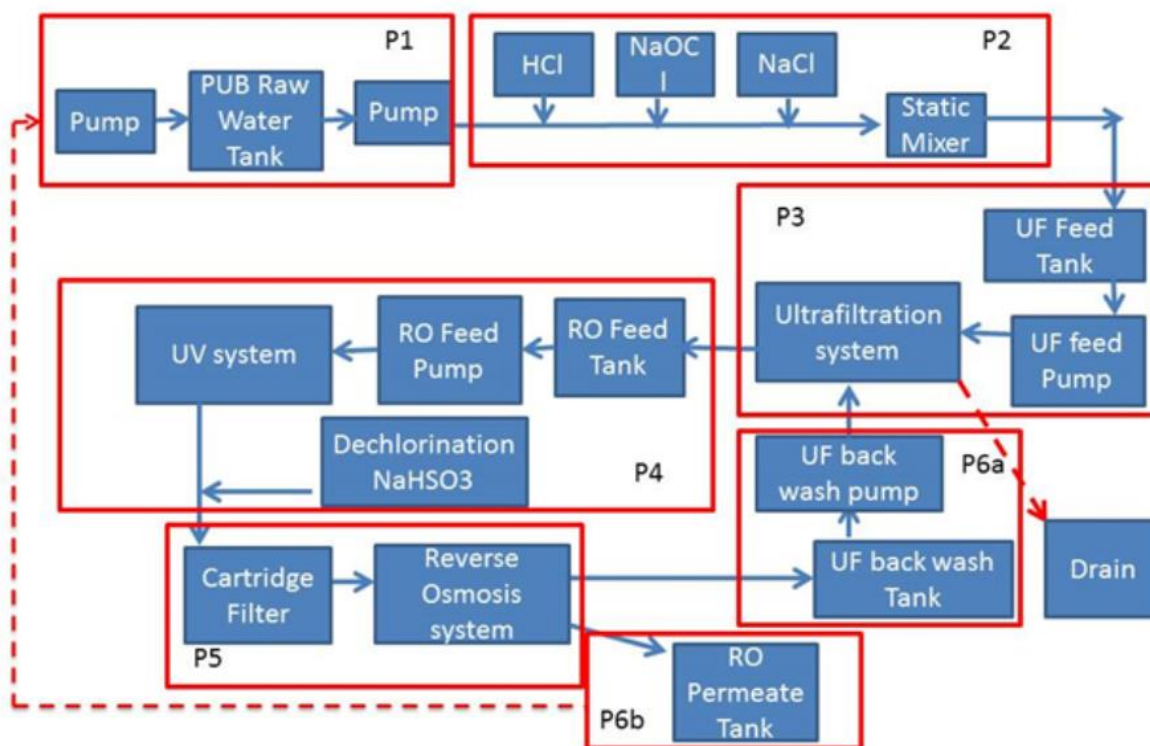 P1
Pump
PUB Raw
Water
Tank
Pump
P2
HCl
NaOC
l
NaCl
Static
Mixer
P3
UF Feed
Tank
Ultrafiltration
system
UF feed
Pump
UV system
RO Feed
Pump
RO Feed
Tank
Dechlorination
NaHSO3
P4
UF back
wash pump
P6a
UF back wash
Tank
Drain
Cartridge
Filter
Reverse
Osmosis
system
P5
P6b
RO
Permeate
Tank